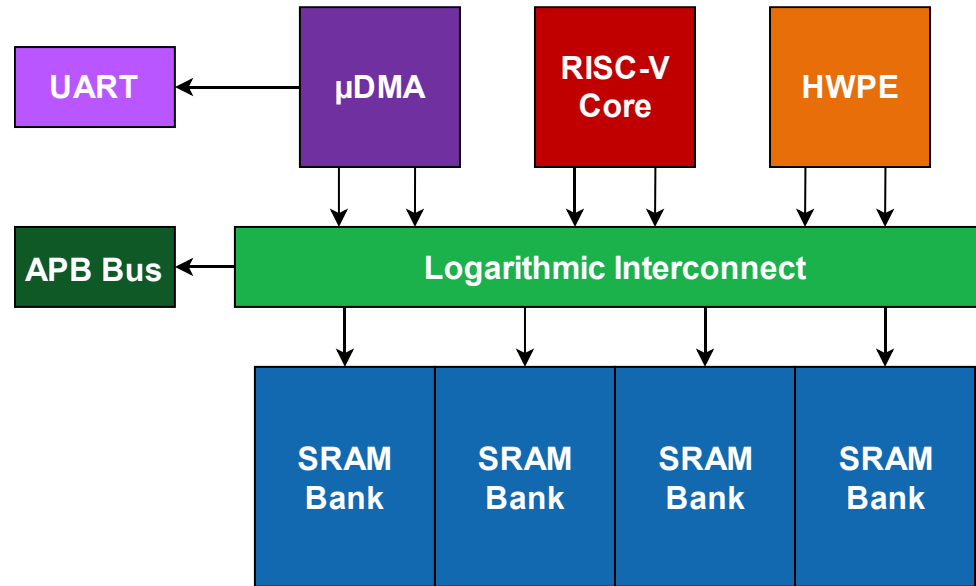 UART
µDMA
RISC-V
Core
HWPE
APB Bus
Logarithmic Interconnect
SRAM
Bank
SRAM
Bank
SRAM
Bank
SRAM
Bank